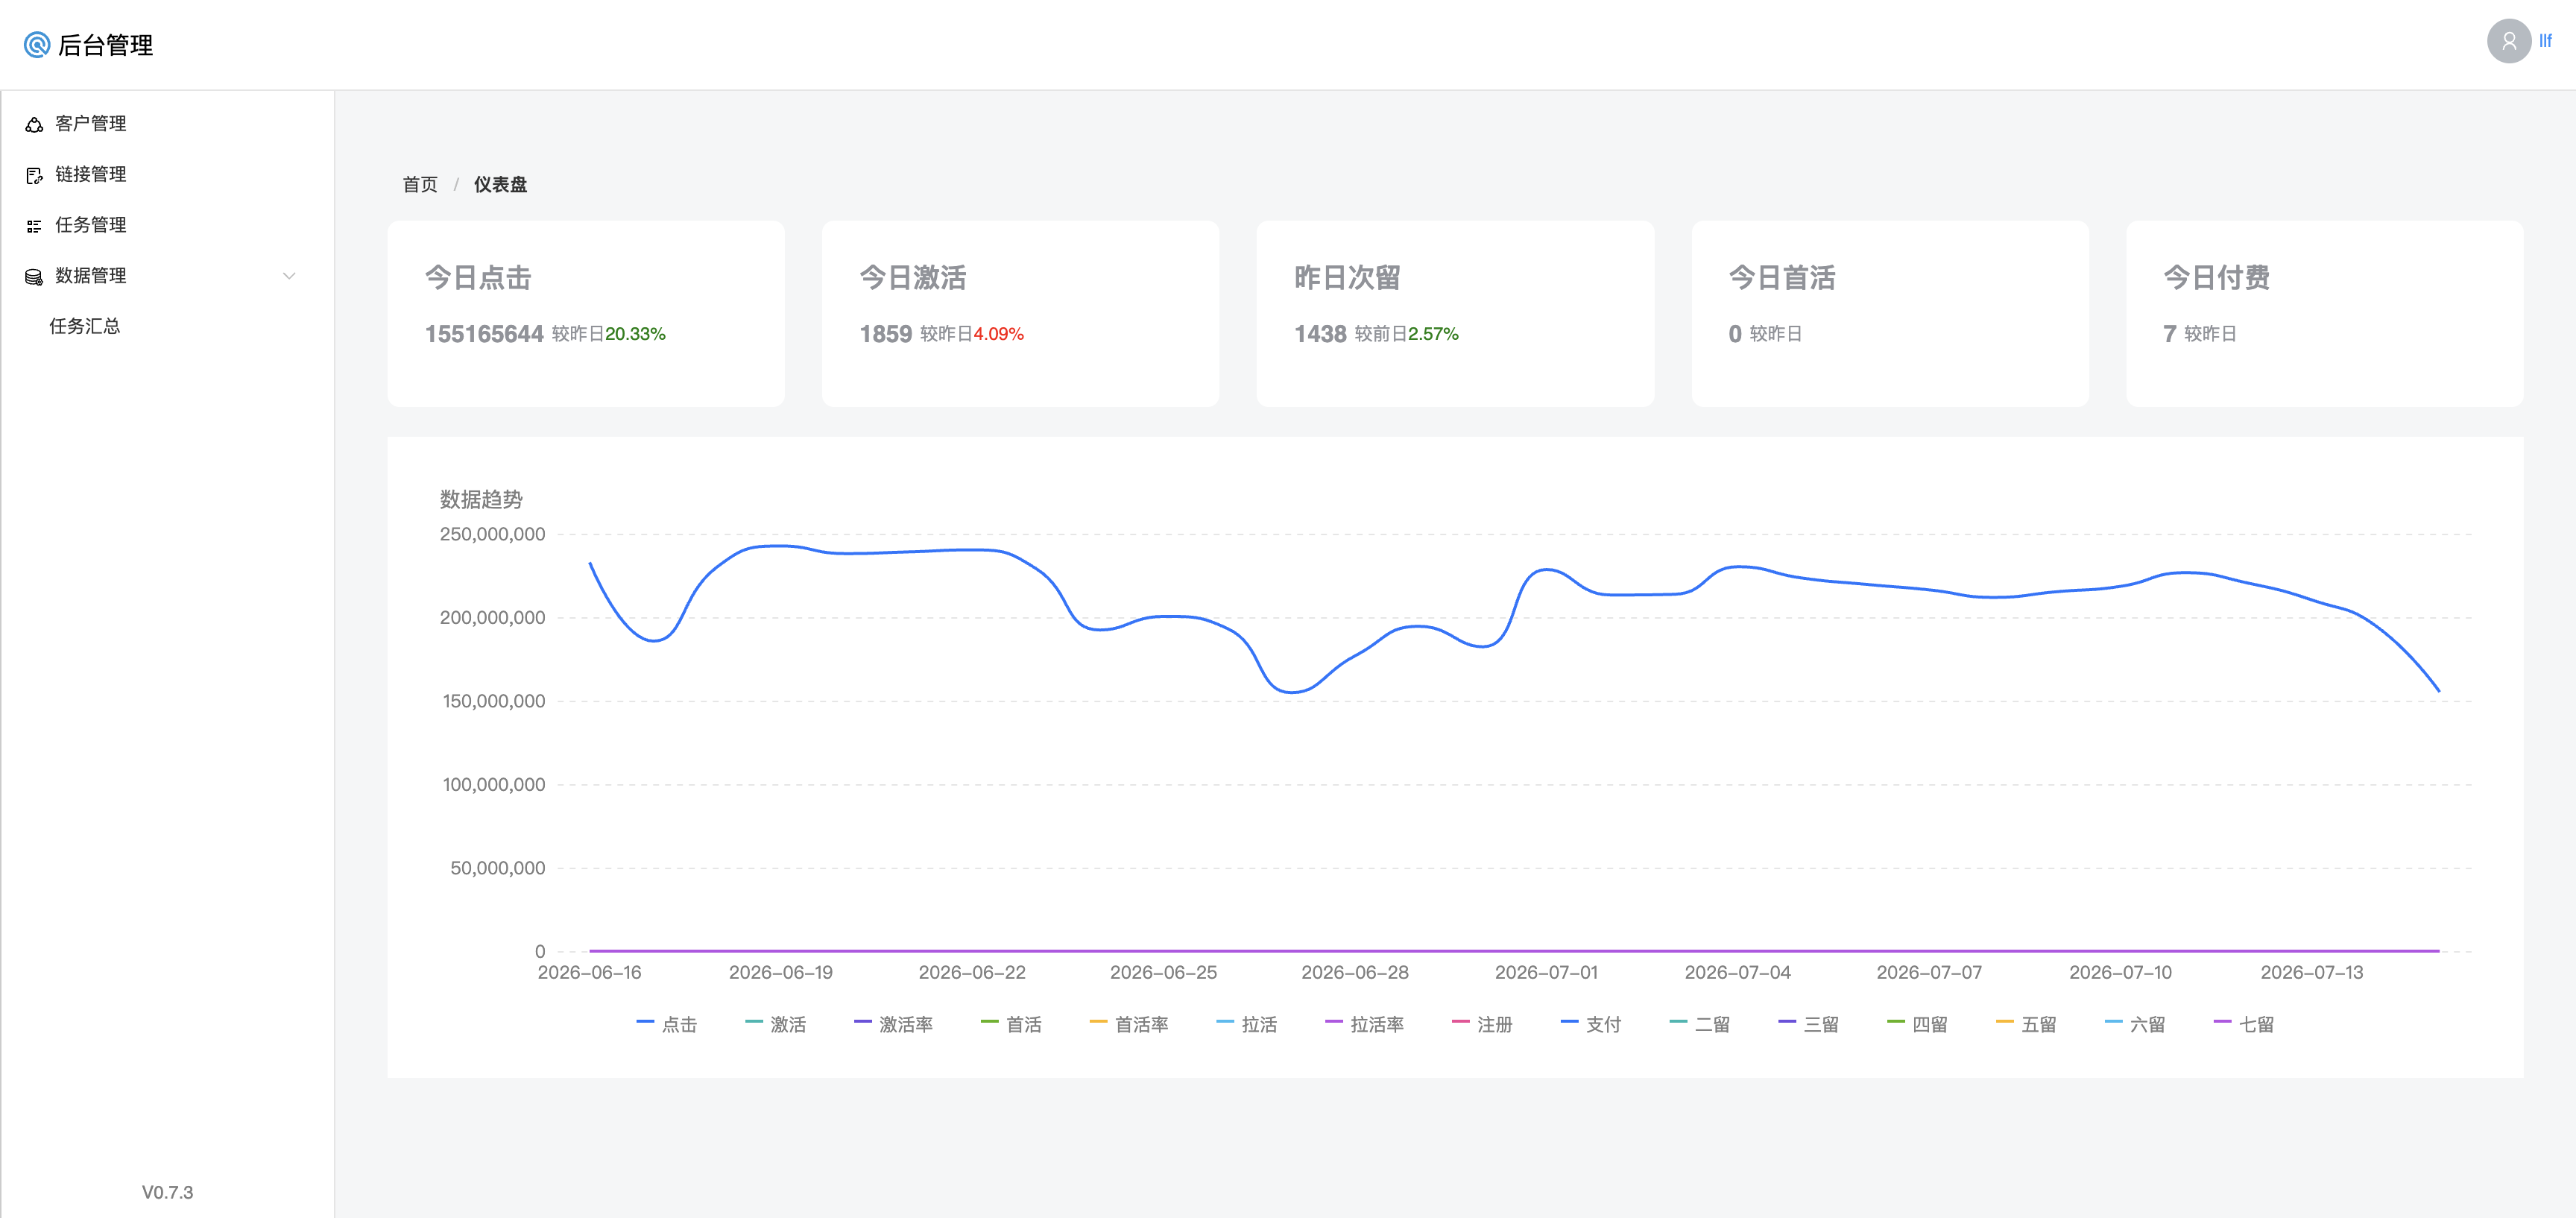 后台管理
llf
客户管理
链接管理
任务管理
数据管理
任务汇总
V0.7.3
首页 / 仪表盘
今日点击
155165644 较昨日20.33%
今日激活
1859 较昨日4.09%
昨日次留
1438 较前日2.57%
今日首活
0 较昨日
今日付费
7 较昨日
数据趋势
250,000,000
200,000,000
150,000,000
100,000,000
50,000,000
0
2026-06-16 2026-06-19 2026-06-22 2026-06-25 2026-06-28 2026-07-01 2026-07-04 2026-07-07 2026-07-10 2026-07-13
点击 激活 激活率 首活 首活率 拉活 拉活率 注册 支付 二留 三留 四留 五留 六留 七留